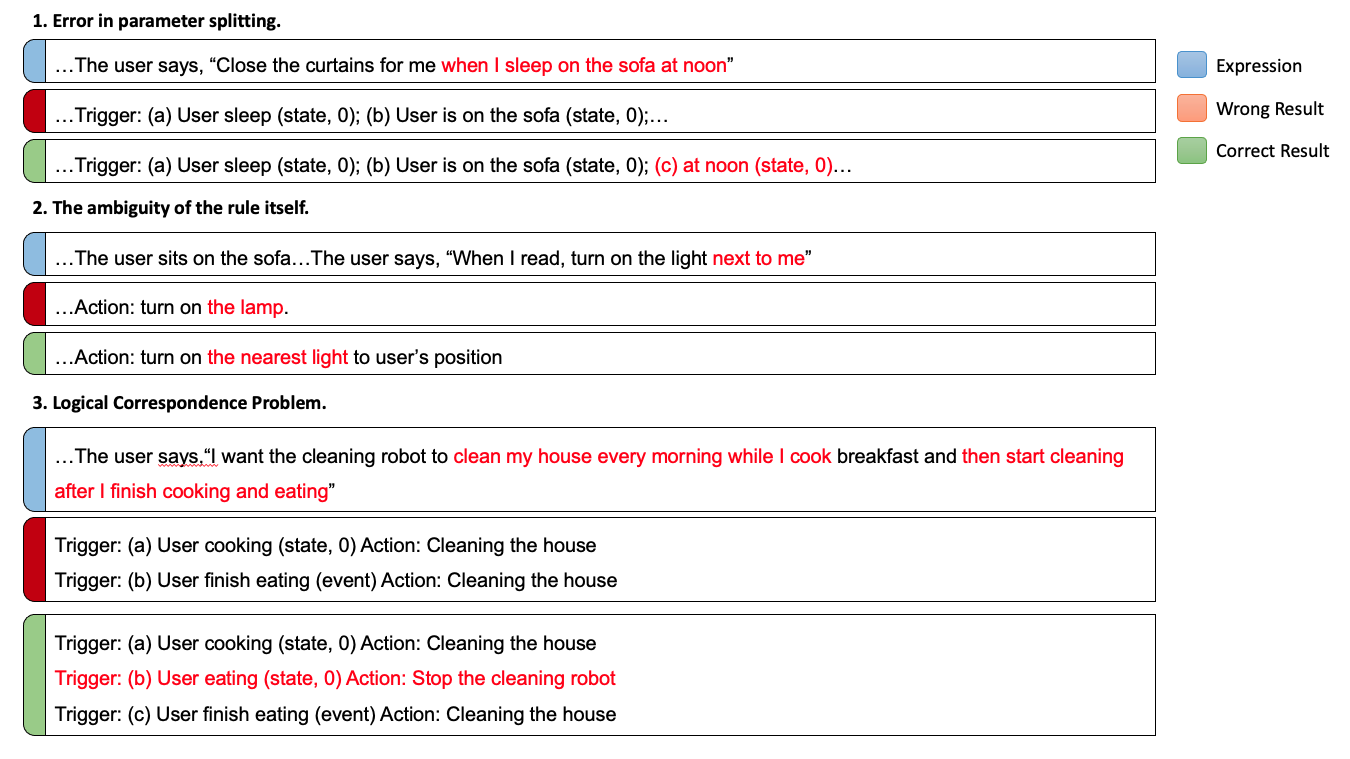 1. Error in parameter splitting.
…The user says, “Close the curtains for me when I sleep on the sofa at noon”
…Trigger: (a) User sleep (state, 0); (b) User is on the sofa (state, 0);…
…Trigger: (a) User sleep (state, 0); (b) User is on the sofa (state, 0); (c) at noon (state, 0)…
Expression
Wrong Result
Correct Result
2. The ambiguity of the rule itself.
…The user sits on the sofa…The user says, “When I read, turn on the light next to me”
…Action: turn on the lamp.
…Action: turn on the nearest light to user’s position
3. Logical Correspondence Problem.
…The user says,“I want the cleaning robot to clean my house every morning while I cook breakfast and then start cleaning
after I finish cooking and eating”
Trigger: (a) User cooking (state, 0) Action: Cleaning the house
Trigger: (b) User finish eating (event) Action: Cleaning the house
Trigger: (a) User cooking (state, 0) Action: Cleaning the house
Trigger: (b) User eating (state, 0) Action: Stop the cleaning robot
Trigger: (c) User finish eating (event) Action: Cleaning the house